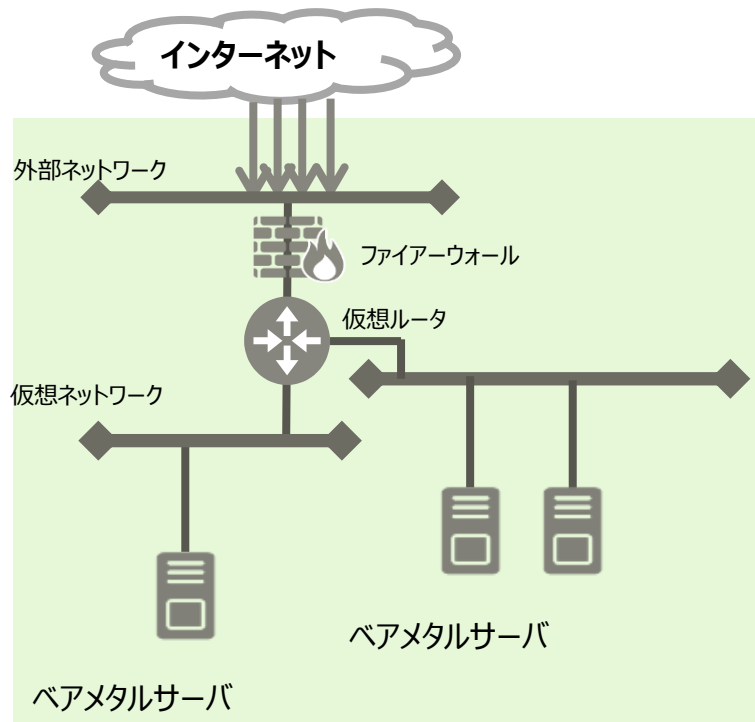 インターネット
外部ネットワーク
ファイアーウォール
仮想ルータ
仮想ネットワーク
ベアメタルサーバ
ベアメタルサーバ